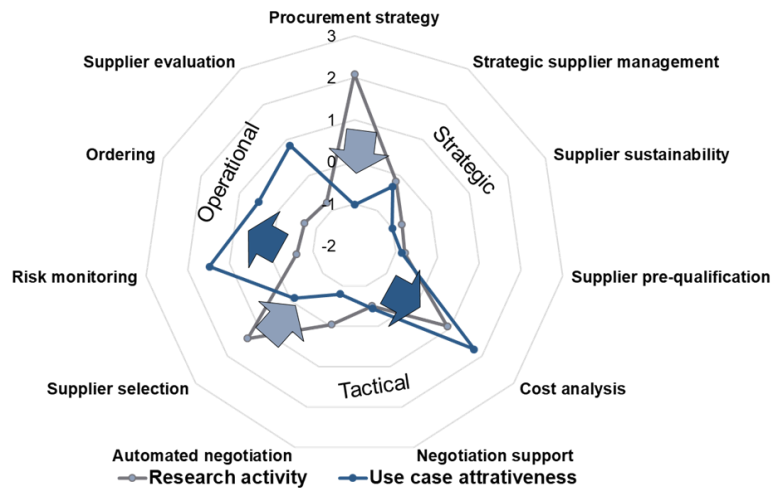 Procurement strategy
3
Supplier evaluation
Strategic supplier management
2
1
Operational
Strategic
Ordering
0
Supplier sustainability
-1
-2
Risk monitoring
Supplier pre-qualification
Supplier selection
Tactical
Cost analysis
Automated negotiation
Negotiation support
Research activity
Use case attrativeness